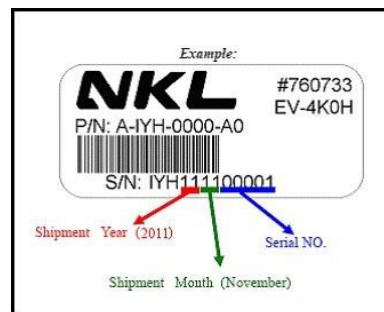 Example:
NKL
#760733
EV-4K0H
P/N: A-IYH-0000-A0
S/N: IYH111100001
Shipment Year (2011)
Serial NO.
Shipment Month (November)